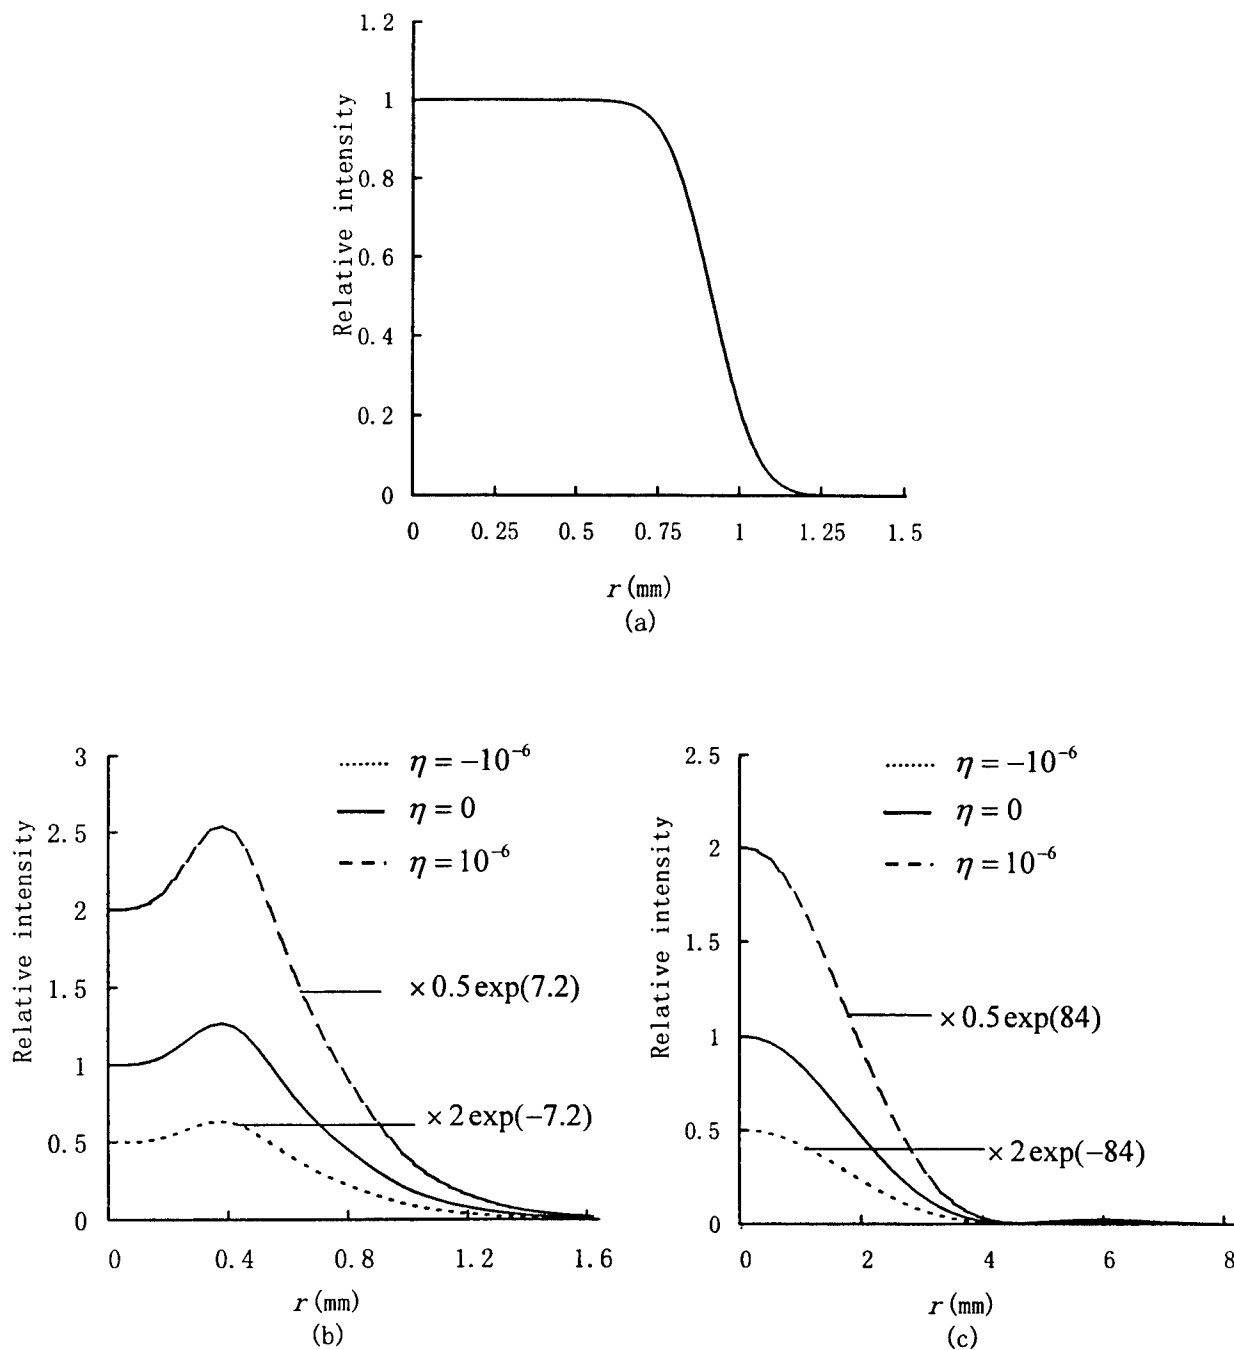 1.2
1
0.8
0.6
0.4
0.2
0
Relative intensity
0 0.25 0.5 0.75 1 1.25 1.5
r (mm)
(a)
3
2.5
2
1.5
1
0.5
0
Relative intensity
η = −10⁻⁶
η = 0
η = 10⁻⁶
× 0.5 exp(7.2)
× 2 exp(−7.2)
0 0.4 0.8 1.2 1.6
r (mm)
(b)
2.5
2
1.5
1
0.5
0
Relative intensity
η = −10⁻⁶
η = 0
η = 10⁻⁶
× 0.5 exp(84)
× 2 exp(−84)
0 2 4 6 8
r (mm)
(c)